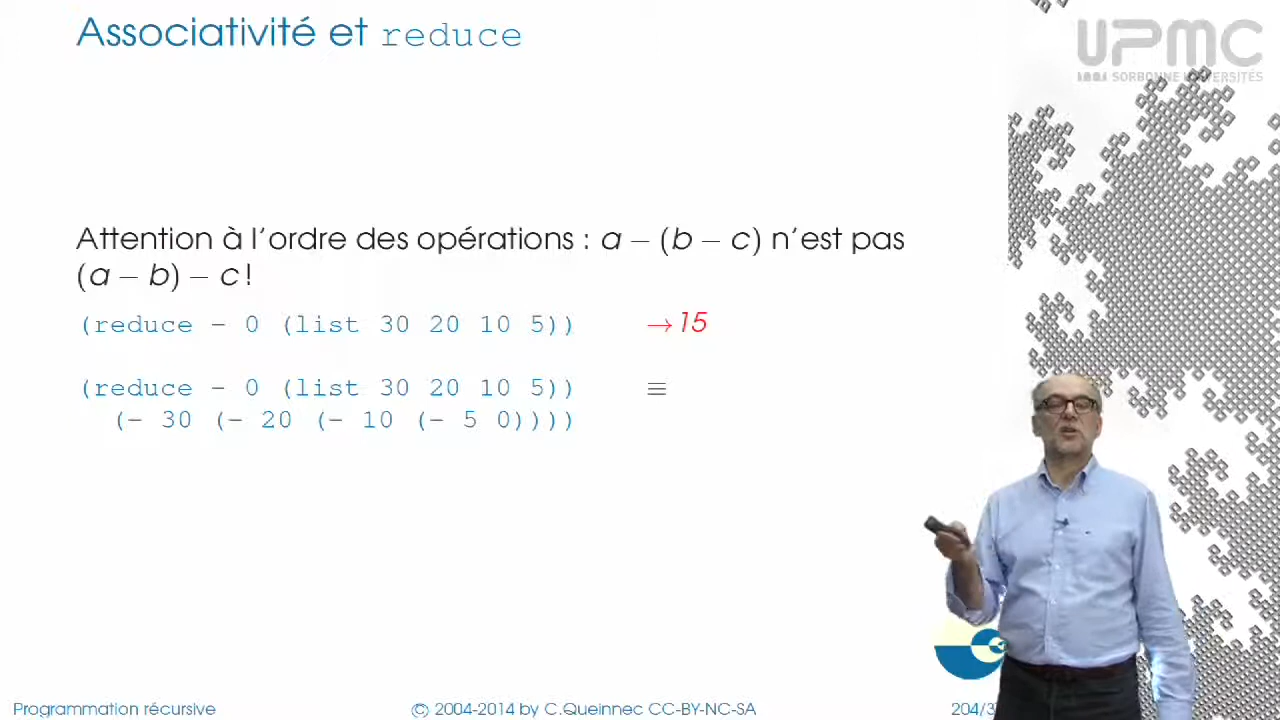 Associativité et reduce
UPMC
SORBONNE UNIVERSITÉS
Attention à l'ordre des opérations : a − (b − c) n'est pas
(a − b) − c !
(reduce - 0 (list 30 20 10 5)) → 15
(reduce - 0 (list 30 20 10 5)) ≡
(- 30 (- 20 (- 10 (- 5 0))))
Programmation récursive © 2004-2014 by C.Queinnec CC-BY-NC-SA 204/3